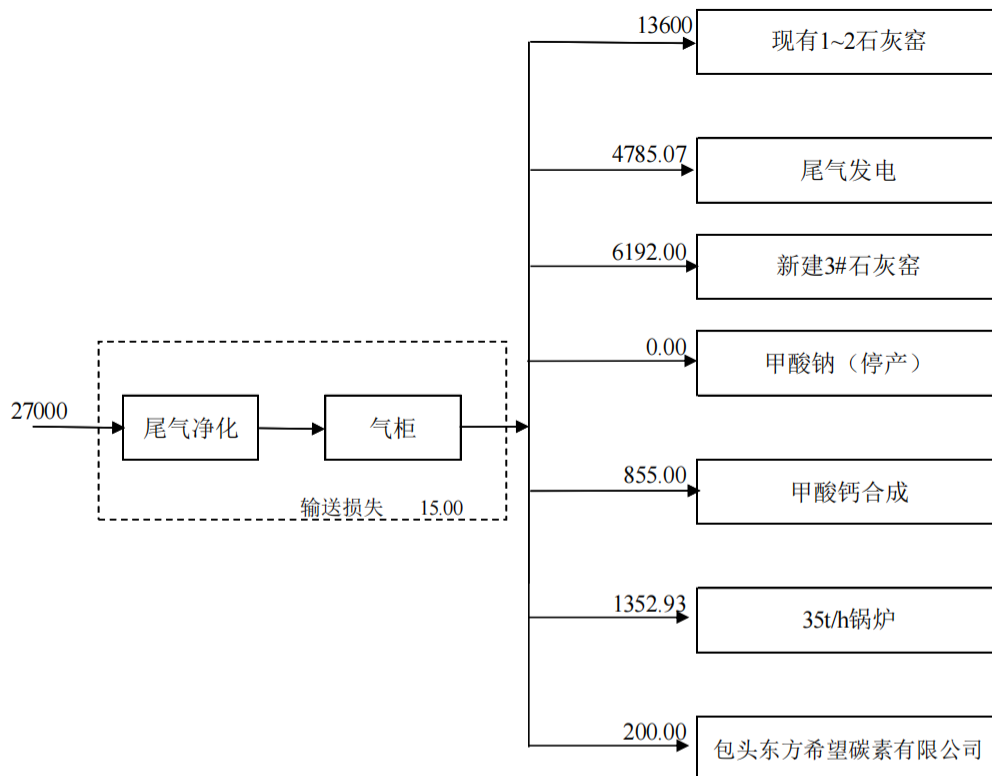 13600
现有1~2石灰窑
4785.07
尾气发电
6192.00
新建3#石灰窑
0.00
甲酸钠（停产）
27000
尾气净化
气柜
输送损失 15.00
855.00
甲酸钙合成
1352.93
35t/h锅炉
200.00
包头东方希望碳素有限公司